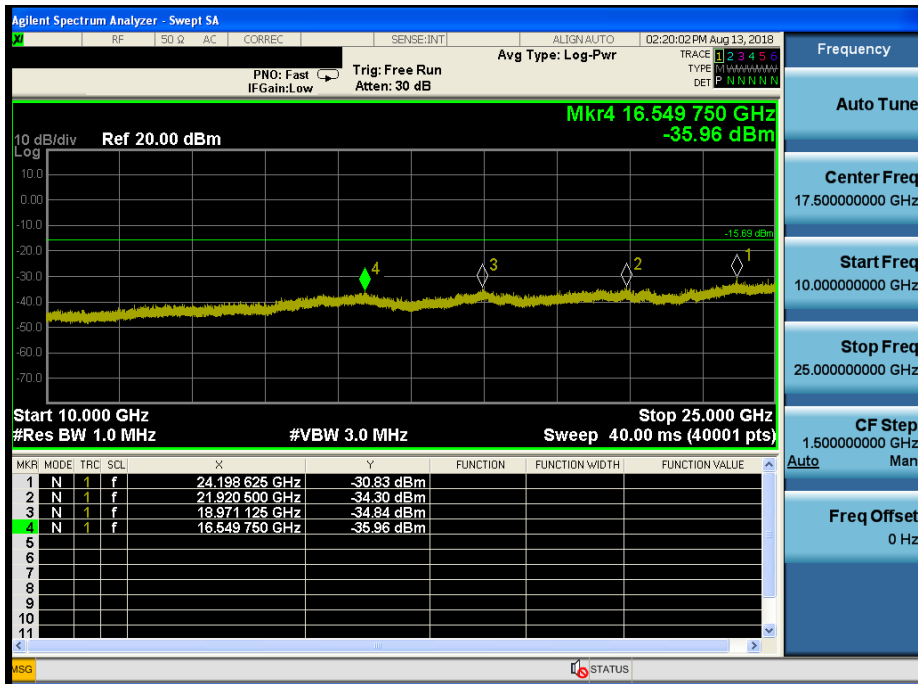 Agilent Spectrum Analyzer - Swept SA
RF 50 Ω AC CORREC SENSE:INT ALIGN AUTO 02:20:02 PM Aug 13, 2018
Frequency
PNO: Fast
IFGain:Low
Trig: Free Run
Atten: 30 dB
Avg Type: Log-Pwr
TRACE 1 2 3 4 5 6
TYPE M W W W W W
DET P N N N N N
Auto Tune
Mkr4 16.549 750 GHz
-35.96 dBm
10 dB/div Ref 20.00 dBm
Log
10.0
0.00
-10.0
-20.0
-30.0
-40.0
-50.0
-60.0
-70.0
-15.69 dBm
4
3
2
1
Center Freq
17.500000000 GHz
Start Freq
10.000000000 GHz
Stop Freq
25.000000000 GHz
Start 10.000 GHz Stop 25.000 GHz
#Res BW 1.0 MHz #VBW 3.0 MHz Sweep 40.00 ms (40001 pts)
CF Step
1.500000000 GHz
Auto Man
MKR MODE TRC SCL X Y FUNCTION FUNCTION WIDTH FUNCTION VALUE
1 N 1 f 24.198 625 GHz -30.83 dBm
2 N 1 f 21.920 500 GHz -34.30 dBm
3 N 1 f 18.971 125 GHz -34.84 dBm
4 N 1 f 16.549 750 GHz -35.96 dBm
5
6
7
8
9
10
11
Freq Offset
0 Hz
MSG STATUS